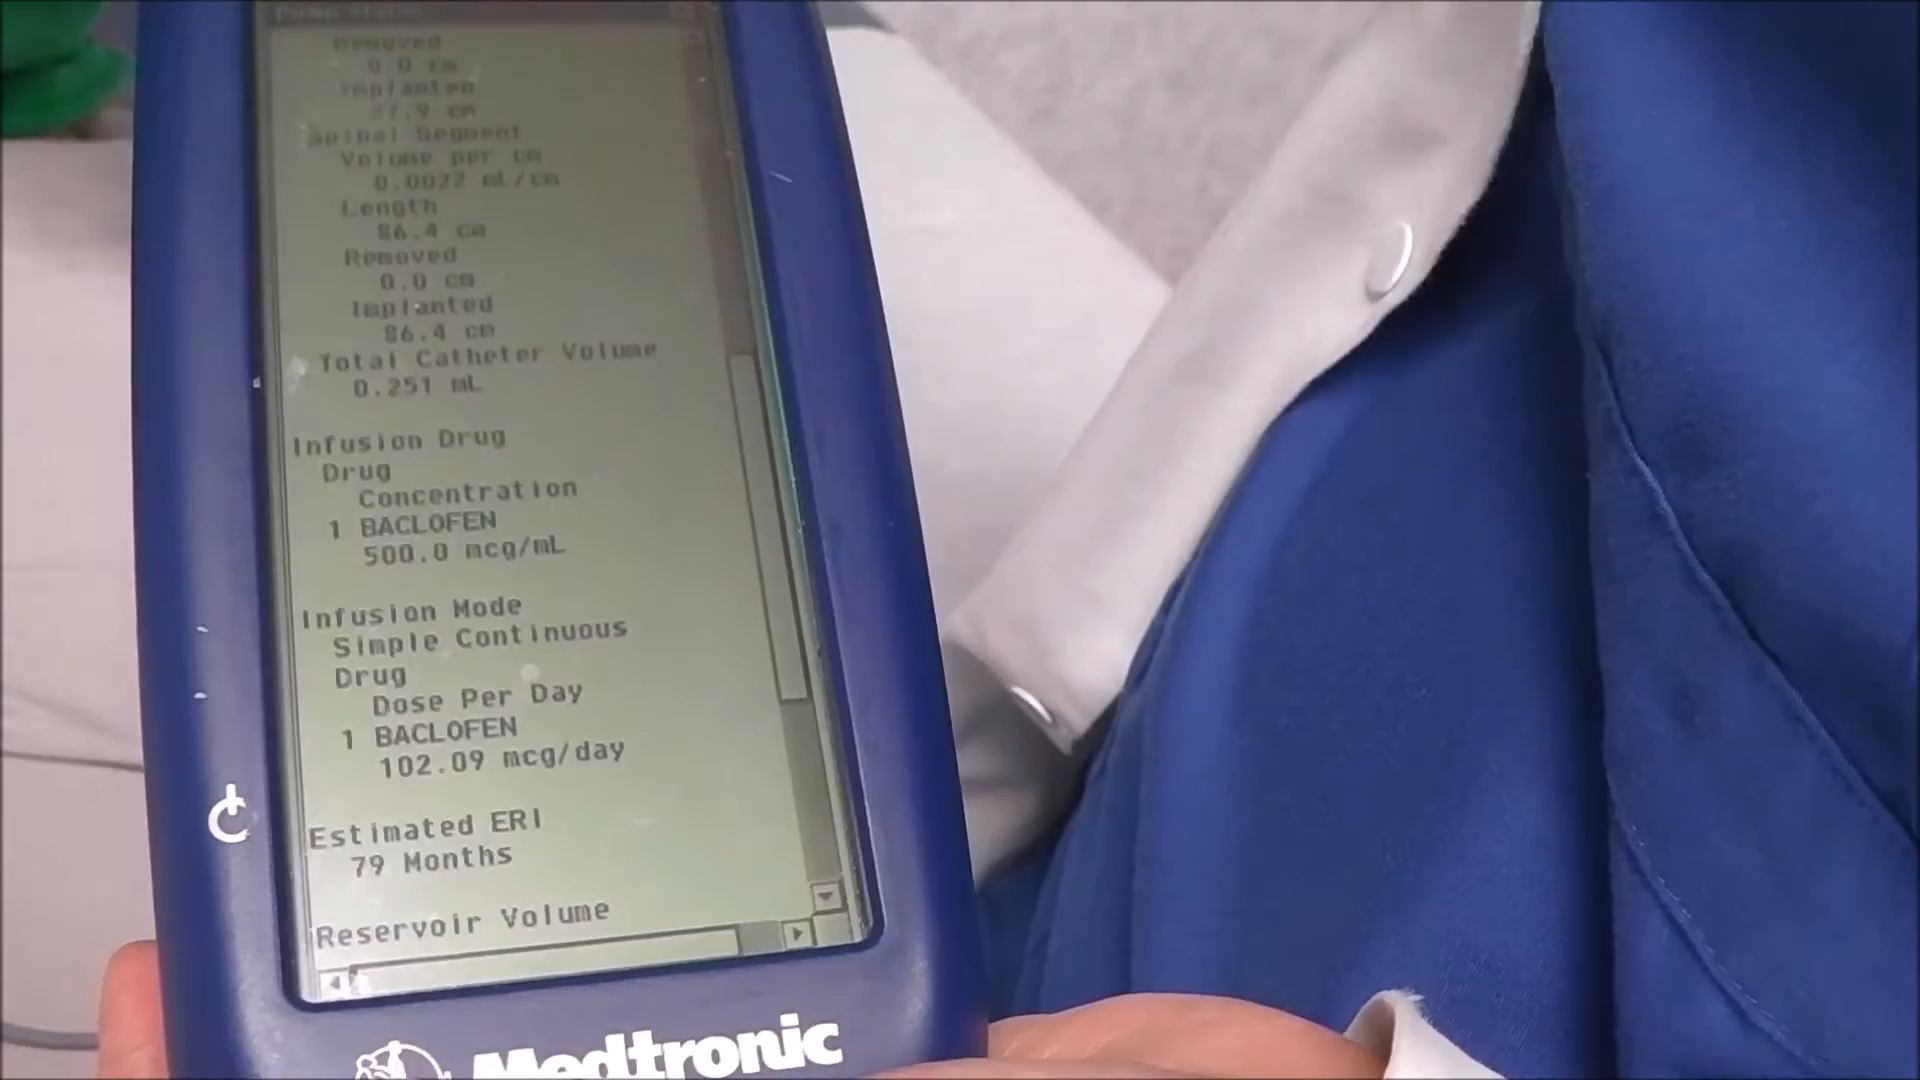 Pump Status
Removed
0.0 cm
Implanted
27.9 cm
Spinal Segment
Volume per cm
0.0022 mL/cm
Length
86.4 cm
Removed
0.0 cm
Implanted
86.4 cm
Total Catheter Volume
0.251 mL
Infusion Drug
Drug
Concentration
1 BACLOFEN
500.0 mcg/mL
Infusion Mode
Simple Continuous
Drug
Dose Per Day
1 BACLOFEN
102.09 mcg/day
Estimated ERI
79 Months
Reservoir Volume
Medtronic